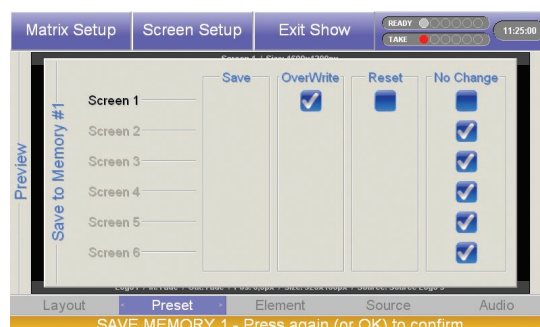 Matrix Setup Screen Setup Exit Show READY TAKE 11:25:00
Save OverWrite Reset No Change
Preview
Save to Memory #1
Screen 1
Screen 2
Screen 3
Screen 4
Screen 5
Screen 6
Layout Preset Element Source Audio
SAVE MEMORY 1 - Press again (or OK) to confirm